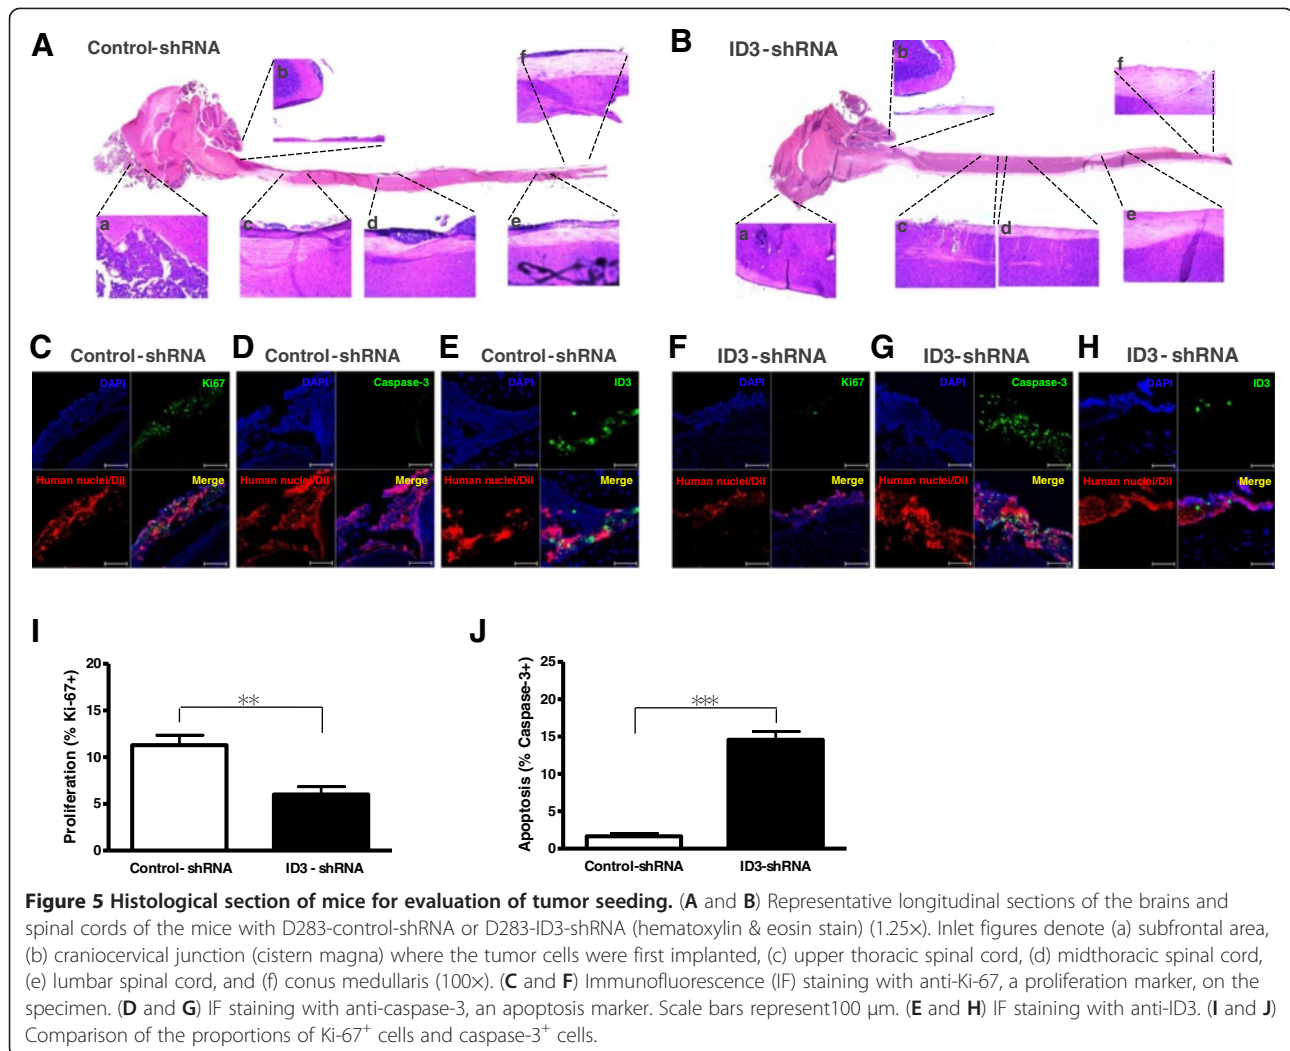 A Control-shRNA
b
f
a
c
d
e
B ID3-shRNA
b
f
a
c
d
e
C Control-shRNA
DAPI
Ki67
Human nuclei/DiI
Merge
D Control-shRNA
DAPI
Caspase-3
Human nuclei/DiI
Merge
E Control-shRNA
DAPI
ID3
Human nuclei/DiI
Merge
F ID3-shRNA
DAPI
Ki67
Human nuclei/DiI
Merge
G ID3-shRNA
DAPI
Caspase-3
Human nuclei/DiI
Merge
H ID3-shRNA
DAPI
ID3
Human nuclei/DiI
Merge
I
Proliferation (% Ki-67+)
20
15
10
5
0
**
Control-shRNA
ID3-shRNA
J
Apoptosis (% Caspase-3+)
25
20
15
10
5
0
***
Control-shRNA
ID3-shRNA
Figure 5 Histological section of mice for evaluation of tumor seeding. (A and B) Representative longitudinal sections of the brains and
spinal cords of the mice with D283-control-shRNA or D283-ID3-shRNA (hematoxylin & eosin stain) (1.25×). Inlet figures denote (a) subfrontal area,
(b) craniocervical junction (cistern magna) where the tumor cells were first implanted, (c) upper thoracic spinal cord, (d) midthoracic spinal cord,
(e) lumbar spinal cord, and (f) conus medullaris (100×). (C and F) Immunofluorescence (IF) staining with anti-Ki-67, a proliferation marker, on the
specimen. (D and G) IF staining with anti-caspase-3, an apoptosis marker. Scale bars represent100 μm. (E and H) IF staining with anti-ID3. (I and J)
Comparison of the proportions of Ki-67⁺ cells and caspase-3⁺ cells.